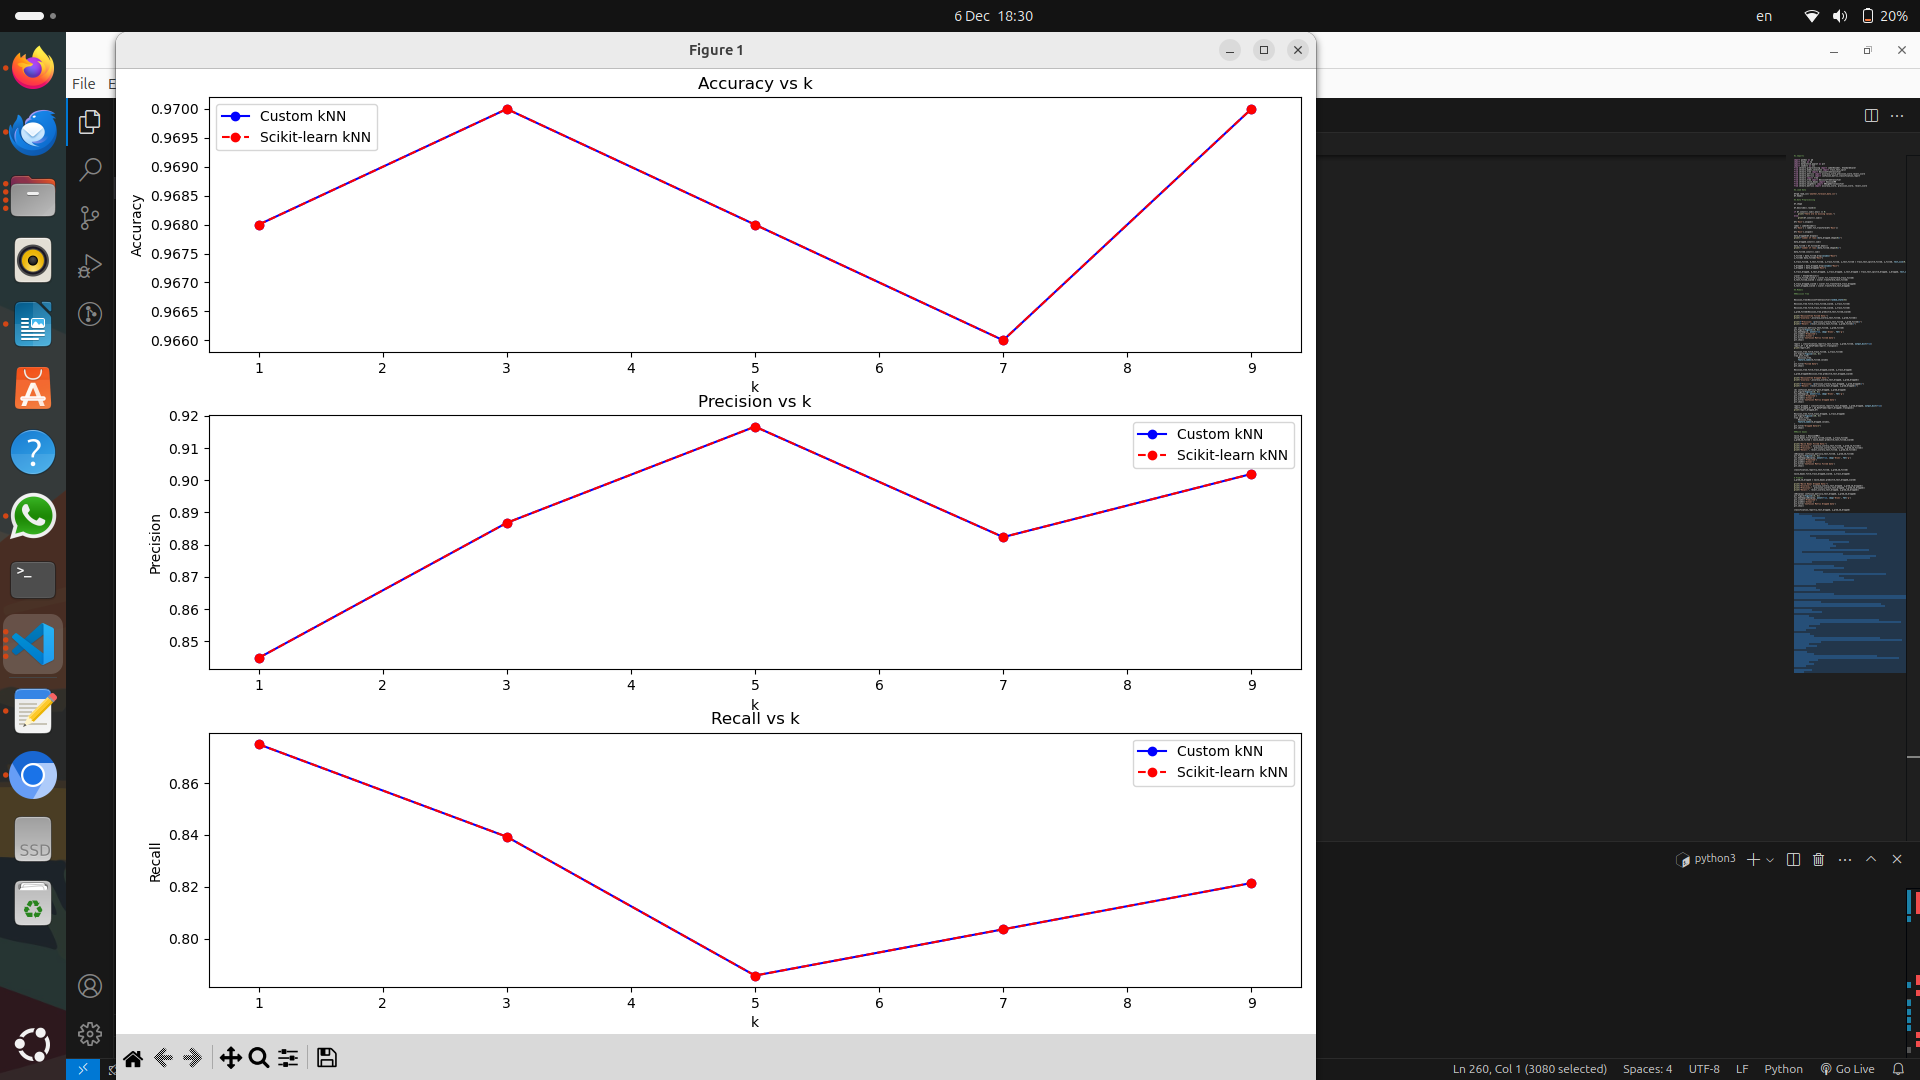 6 Dec 18:30
en
20%
Figure 1
File
Accuracy vs k
Custom kNN
Scikit-learn kNN
Accuracy
0.9700
0.9695
0.9690
0.9685
0.9680
0.9675
0.9670
0.9665
0.9660
1 2 3 4 5 6 7 8 9
k
Precision vs k
Custom kNN
Scikit-learn kNN
Precision
0.92
0.91
0.90
0.89
0.88
0.87
0.86
0.85
1 2 3 4 5 6 7 8 9
k
Recall vs k
Custom kNN
Scikit-learn kNN
Recall
0.86
0.84
0.82
0.80
1 2 3 4 5 6 7 8 9
k
SSD
python3
Ln 260, Col 1 (3080 selected) Spaces: 4 UTF-8 LF Python Go Live